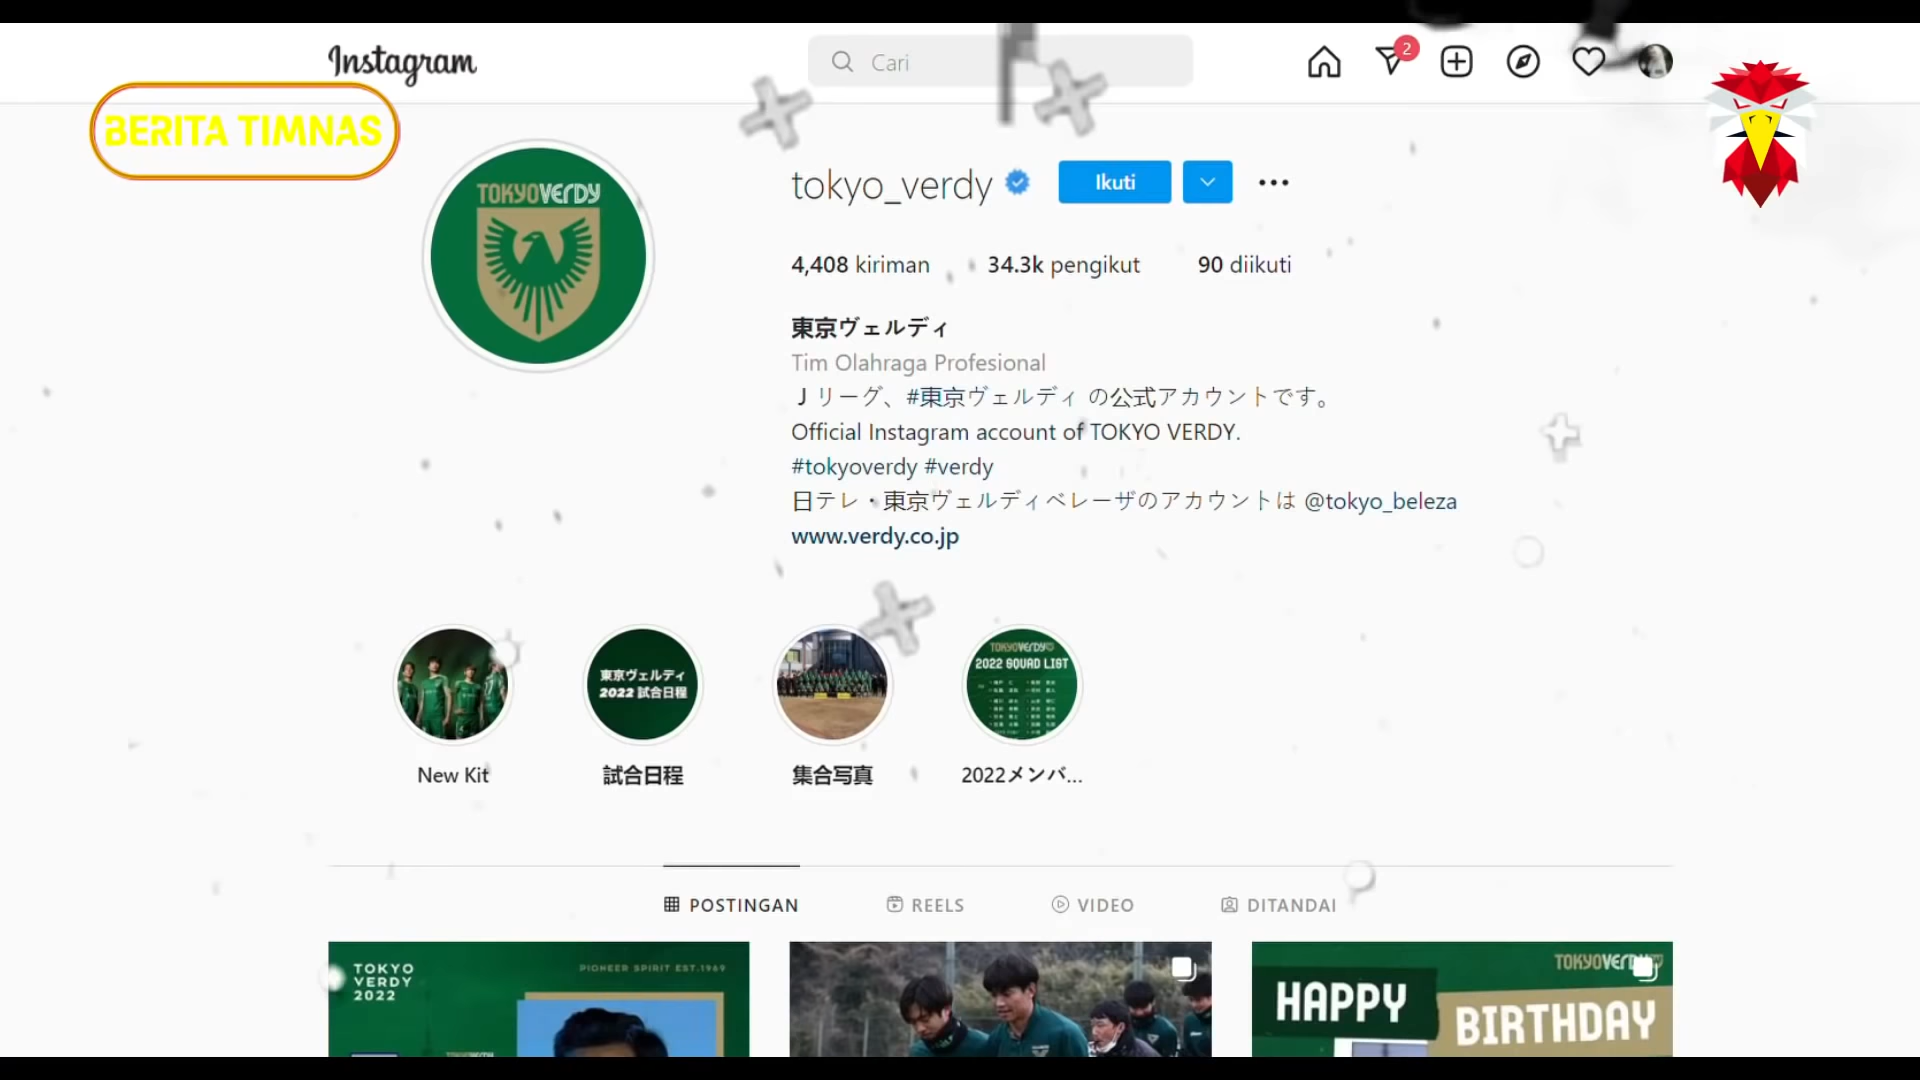 Instagram
Cari
2
BERITA TIMNAS
TOKYOVERDY
tokyo_verdy
Ikuti
4,408 kiriman
34.3k pengikut
90 diikuti
東京ヴェルディ
Tim Olahraga Profesional
Ｊリーグ、#東京ヴェルディ の公式アカウントです。
Official Instagram account of TOKYO VERDY.
#tokyoverdy #verdy
日テレ・東京ヴェルディベレーザのアカウントは @tokyo_beleza
www.verdy.co.jp
東京ヴェルディ
2022 試合日程
TOKYOVERDY
2022 SQUAD LIST
New Kit
試合日程
集合写真
2022メンバ...
POSTINGAN
REELS
VIDEO
DITANDAI
TOKYO
VERDY
2022
PIONEER SPIRIT EST.1969
TOKYOVERDY
HAPPY
BIRTHDAY